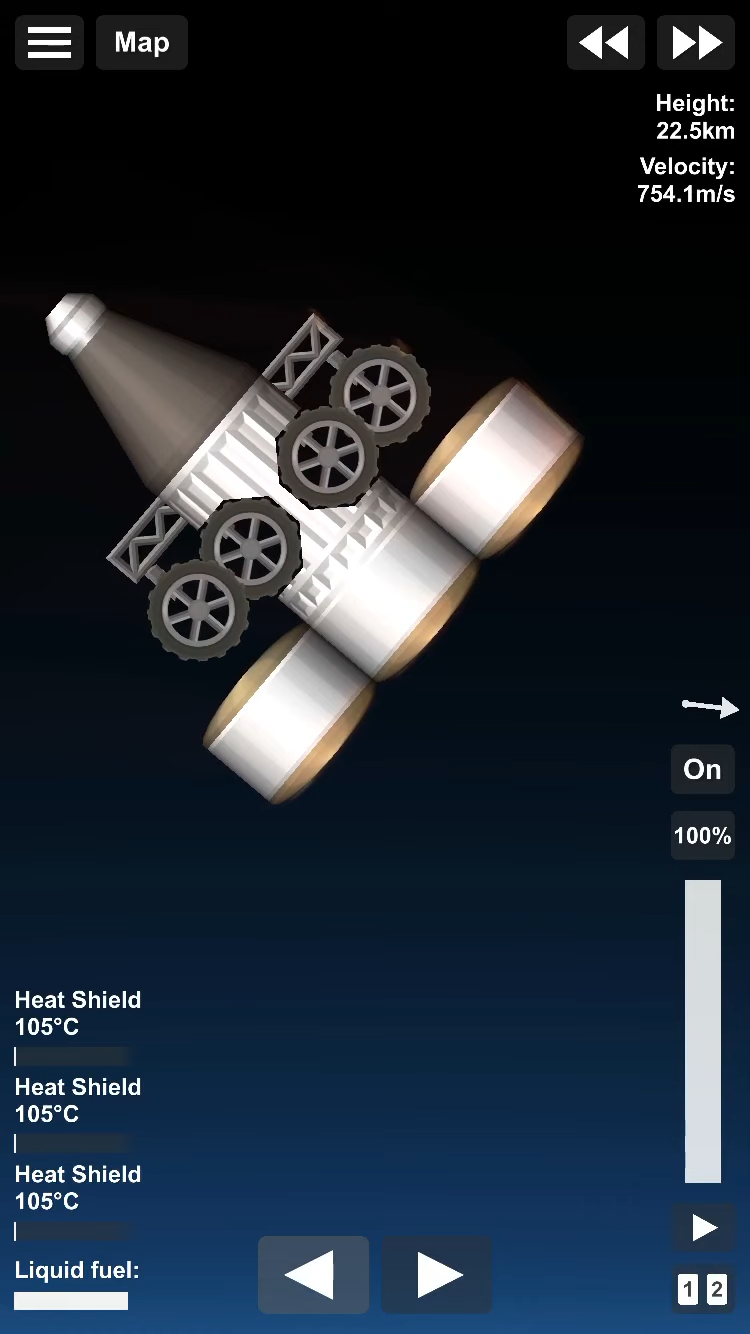 Map
Height:
22.5km
Velocity:
754.1m/s
On
100%
Heat Shield
105°C
Heat Shield
105°C
Heat Shield
105°C
Liquid fuel:
1 2